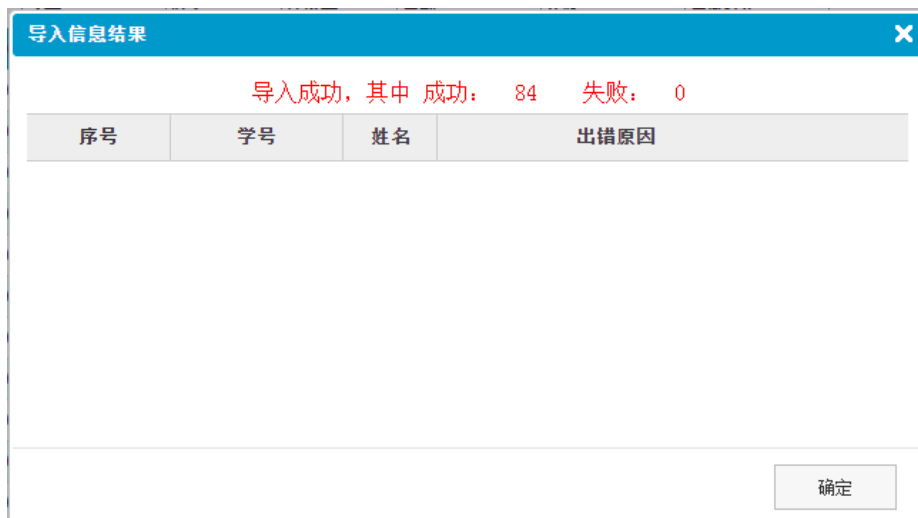 导入信息结果
导入成功，其中 成功： 84 失败： 0
序号 学号 姓名 出错原因
确定